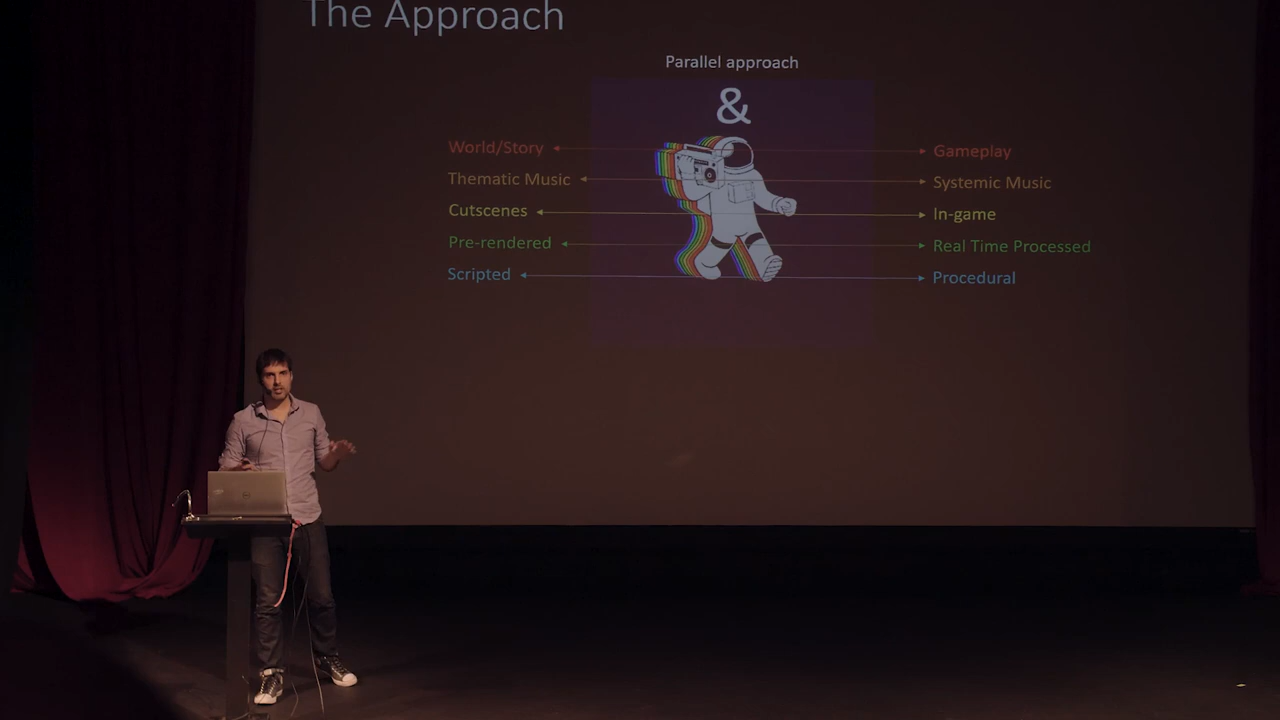 The Approach
Parallel approach
&
World/Story
Gameplay
Thematic Music
Systemic Music
Cutscenes
In-game
Pre-rendered
Real Time Processed
Scripted
Procedural